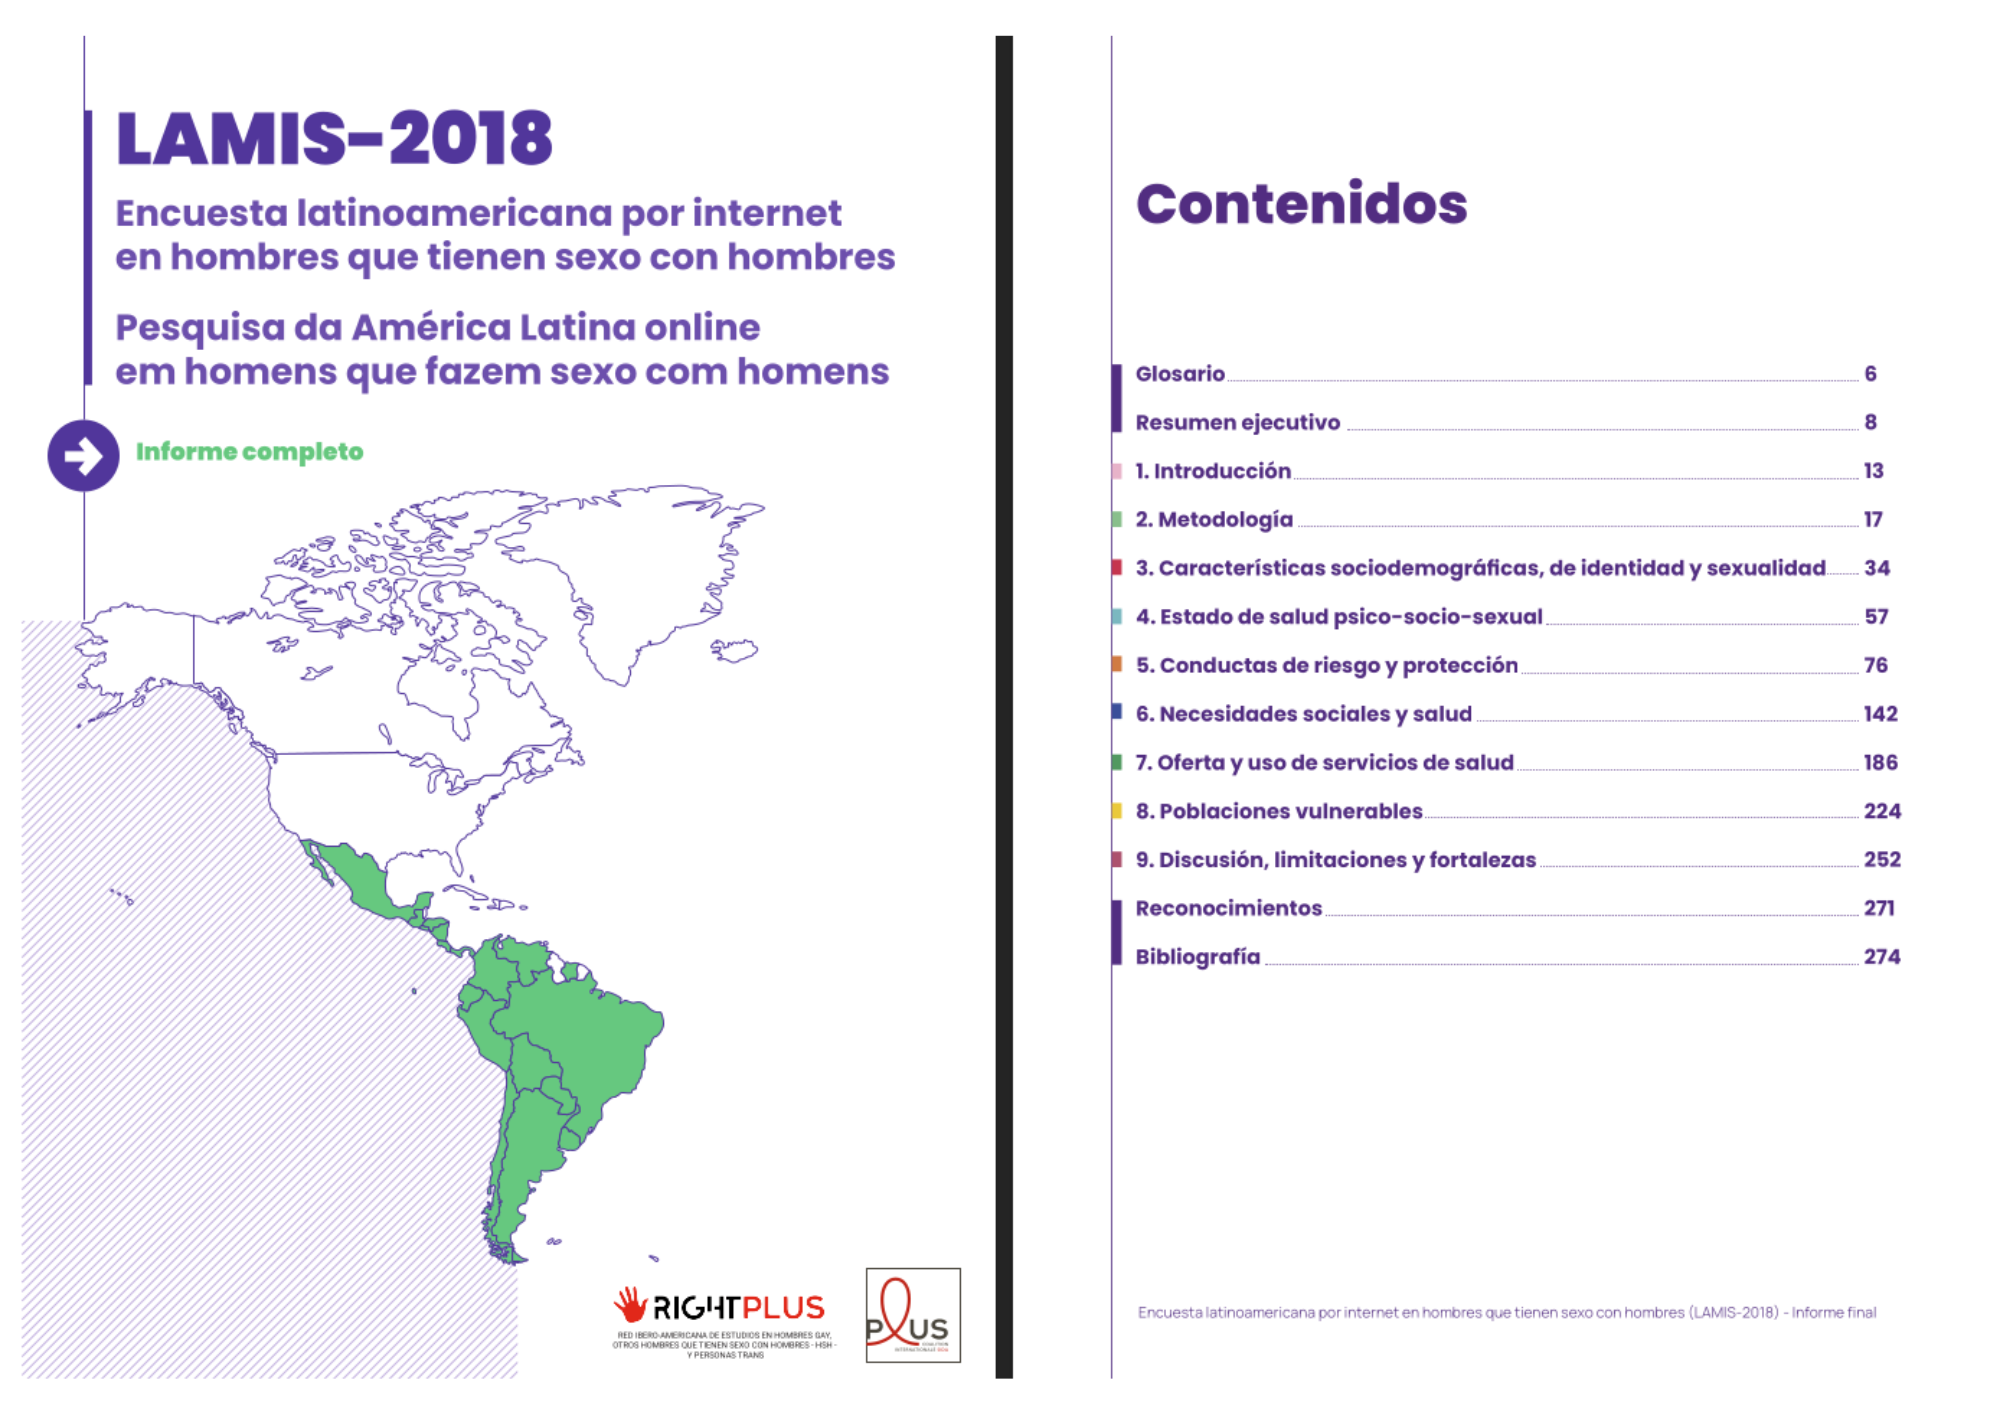 LAMIS-2018
Encuesta latinoamericana por internet
en hombres que tienen sexo con hombres
Pesquisa da América Latina online
em homens que fazem sexo com homens
Informe completo
RIGHTPLUS
RED IBERO-AMERICANA DE ESTUDIOS EN HOMBRES GAY,
OTROS HOMBRES QUE TIENEN SEXO CON HOMBRES - HSH -
Y PERSONAS TRANS
PLUS
Contenidos
Glosario 6
Resumen ejecutivo 8
1. Introducción 13
2. Metodología 17
3. Características sociodemográficas, de identidad y sexualidad 34
4. Estado de salud psico-socio-sexual 57
5. Conductas de riesgo y protección 76
6. Necesidades sociales y salud 142
7. Oferta y uso de servicios de salud 186
8. Poblaciones vulnerables 224
9. Discusión, limitaciones y fortalezas 252
Reconocimientos 271
Bibliografía 274
Encuesta latinoamericana por internet en hombres que tienen sexo con hombres (LAMIS-2018) - Informe final